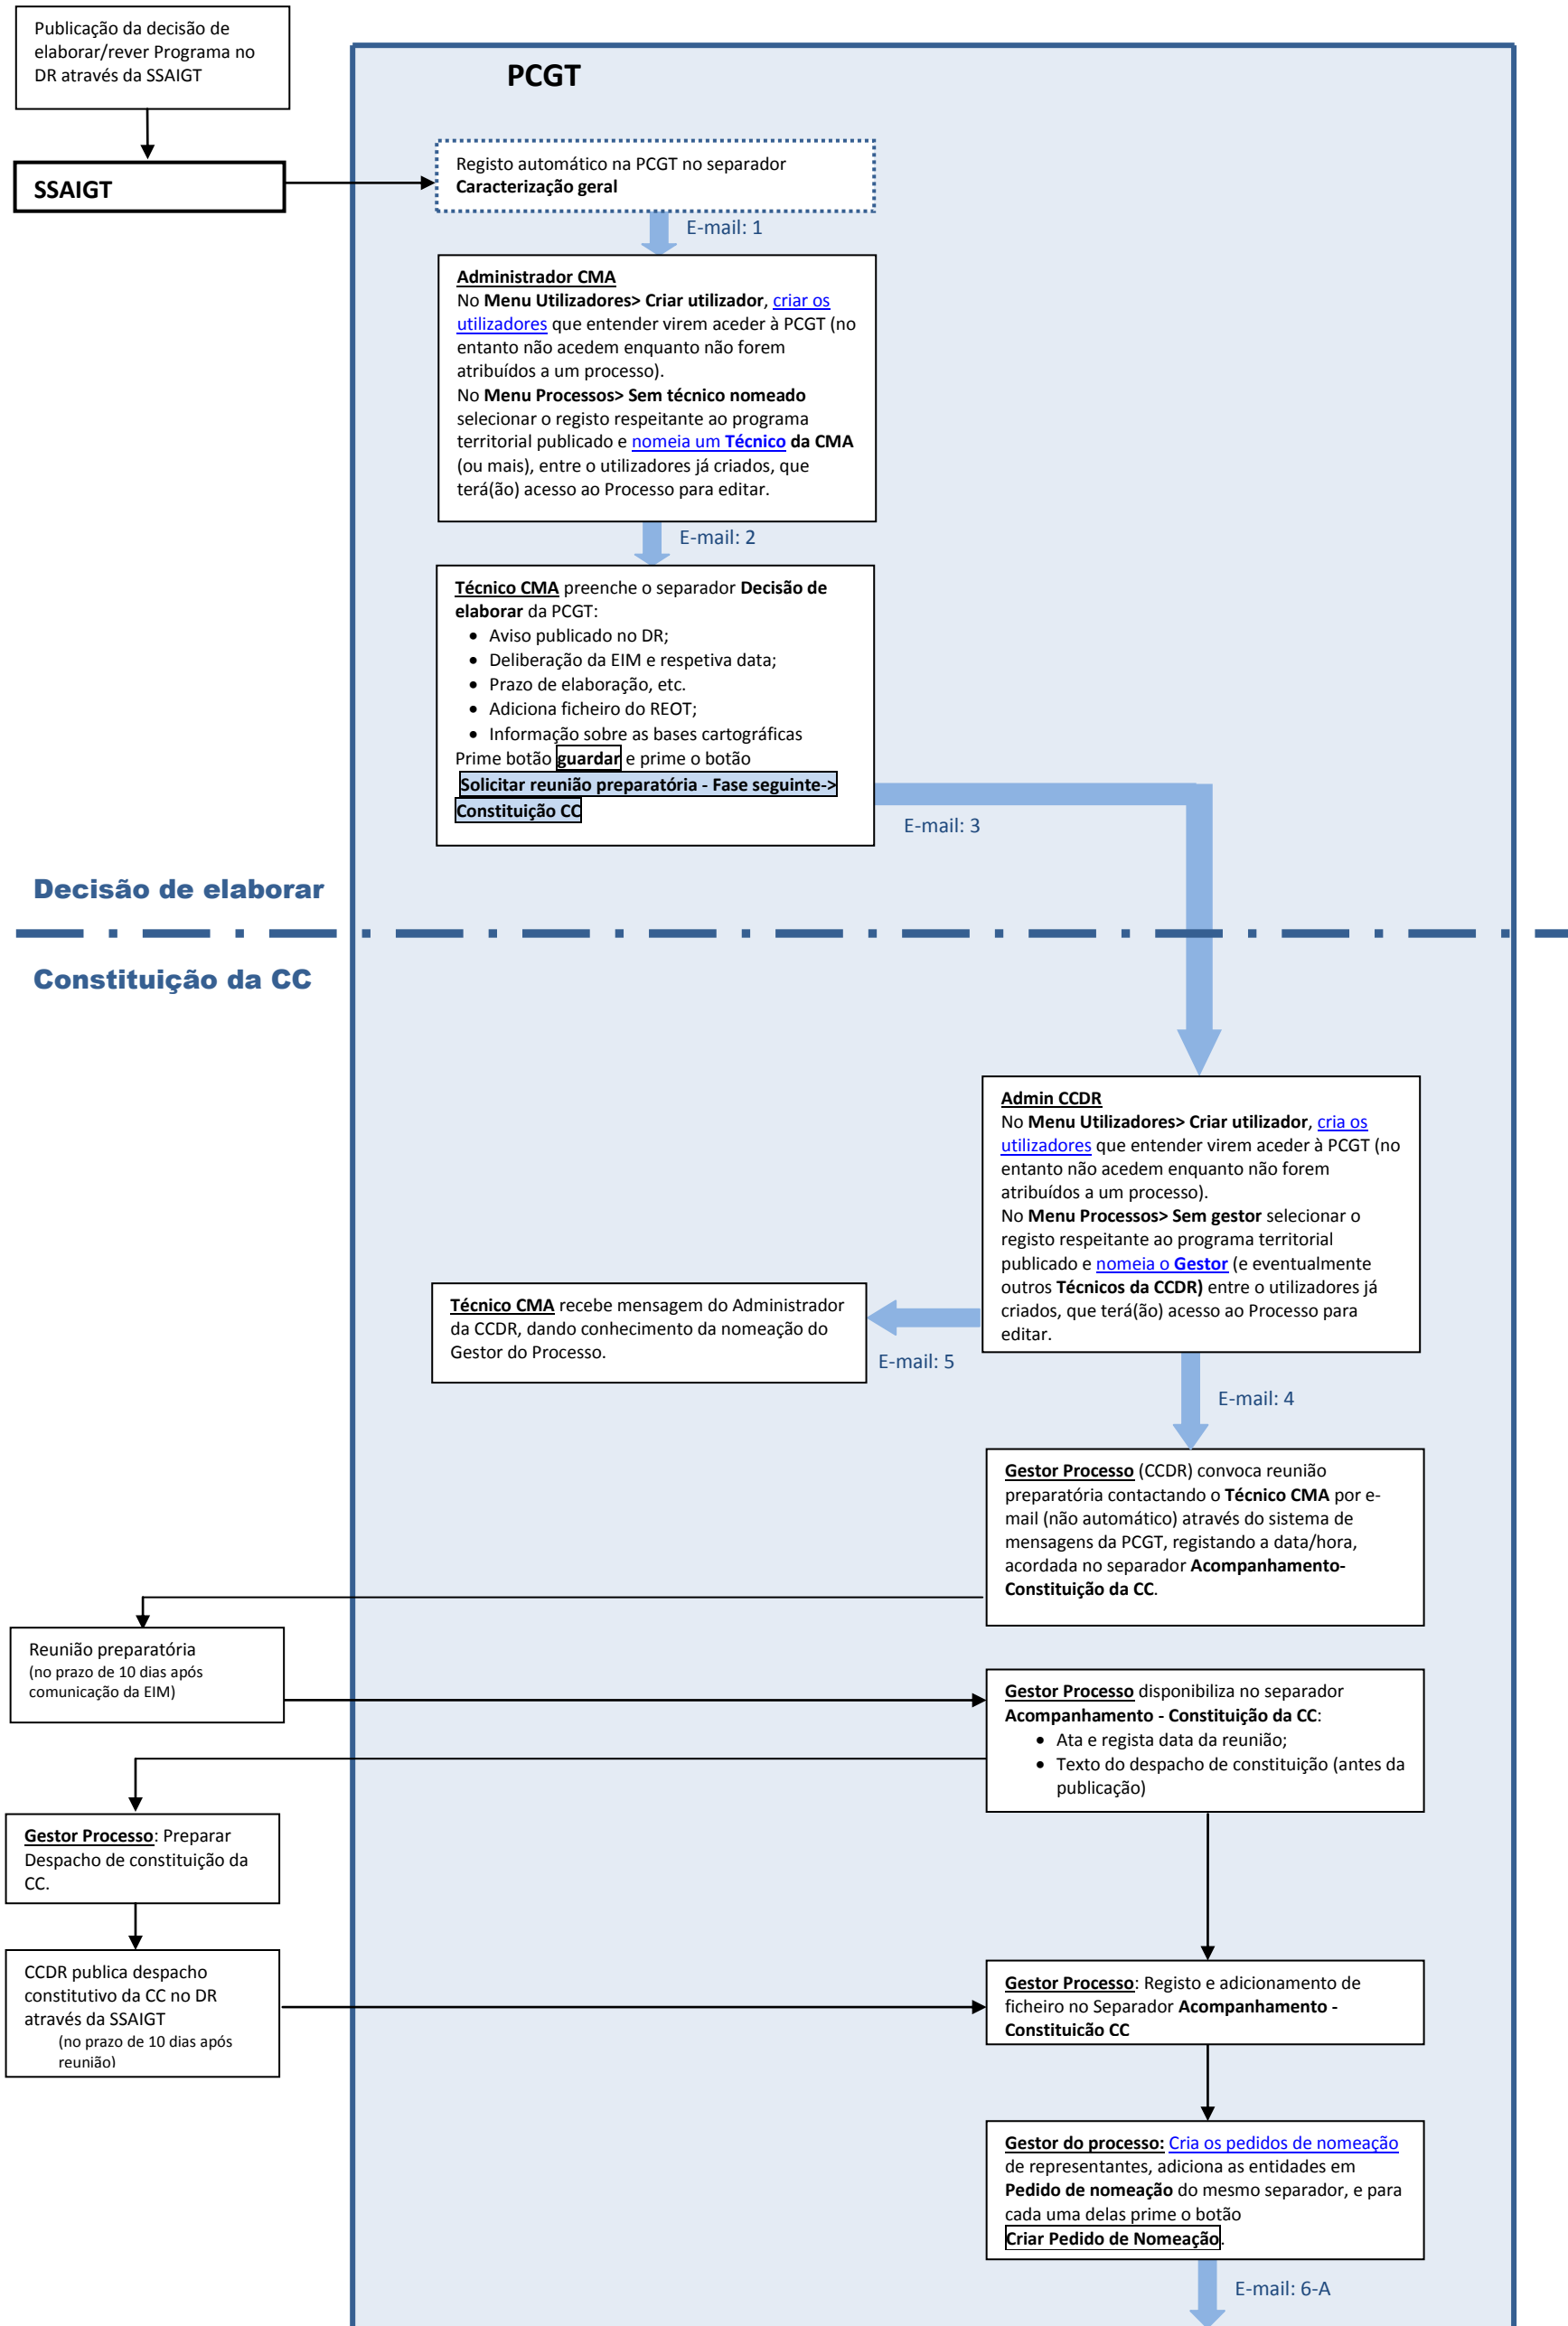 Publicação da decisão de
elaborar/rever Programa no
DR através da SSAIGT
PCGT
SSAIGT
Registo automático na PCGT no separador
Caracterização geral
E-mail: 1
Administrador CMA
No Menu Utilizadores> Criar utilizador, criar os
utilizadores que entender virem aceder à PCGT (no
entanto não acedem enquanto não forem
atribuídos a um processo).
No Menu Processos> Sem técnico nomeado
selecionar o registo respeitante ao programa
territorial publicado e nomeia um Técnico da CMA
(ou mais), entre o utilizadores já criados, que
terá(ão) acesso ao Processo para editar.
E-mail: 2
Técnico CMA preenche o separador Decisão de
elaborar da PCGT:
• Aviso publicado no DR;
• Deliberação da EIM e respetiva data;
• Prazo de elaboração, etc.
• Adiciona ficheiro do REOT;
• Informação sobre as bases cartográficas
Prime botão guardar e prime o botão
Solicitar reunião preparatória - Fase seguinte->
Constituição CC
E-mail: 3
Decisão de elaborar
Constituição da CC
Admin CCDR
No Menu Utilizadores> Criar utilizador, cria os
utilizadores que entender virem aceder à PCGT (no
entanto não acedem enquanto não forem
atribuídos a um processo).
No Menu Processos> Sem gestor selecionar o
registo respeitante ao programa territorial
publicado e nomeia o Gestor (e eventualmente
outros Técnicos da CCDR) entre o utilizadores já
criados, que terá(ão) acesso ao Processo para
editar.
Técnico CMA recebe mensagem do Administrador
da CCDR, dando conhecimento da nomeação do
Gestor do Processo.
E-mail: 5
E-mail: 4
Gestor Processo (CCDR) convoca reunião
preparatória contactando o Técnico CMA por e-
mail (não automático) através do sistema de
mensagens da PCGT, registando a data/hora,
acordada no separador Acompanhamento-
Constituição da CC.
Reunião preparatória
(no prazo de 10 dias após
comunicação da EIM)
Gestor Processo disponibiliza no separador
Acompanhamento - Constituição da CC:
• Ata e regista data da reunião;
• Texto do despacho de constituição (antes da
publicação)
Gestor Processo: Preparar
Despacho de constituição da
CC.
CCDR publica despacho
constitutivo da CC no DR
através da SSAIGT
(no prazo de 10 dias após
reunião)
Gestor Processo: Registo e adicionamento de
ficheiro no Separador Acompanhamento -
Constituição CC
Gestor do processo: Cria os pedidos de nomeação
de representantes, adiciona as entidades em
Pedido de nomeação do mesmo separador, e para
cada uma delas prime o botão
Criar Pedido de Nomeação.
E-mail: 6-A